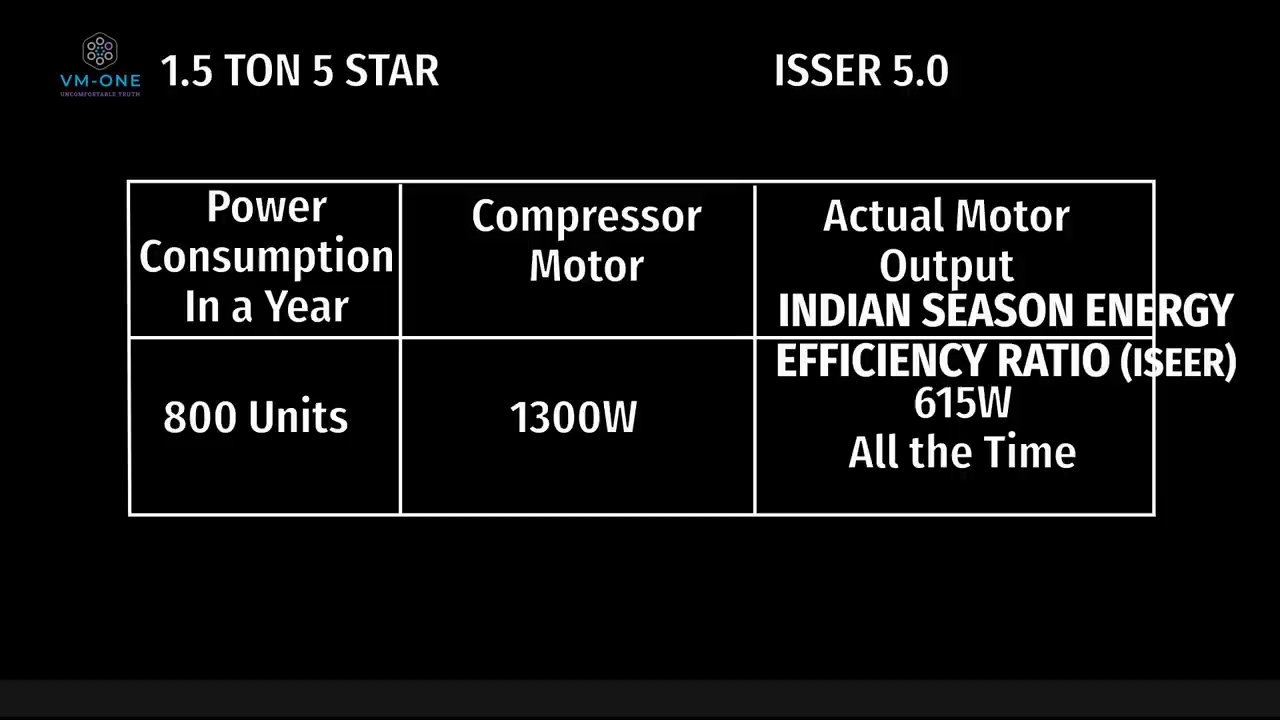 VM-ONE
UNCOMFORTABLE TRUTH
1.5 TON 5 STAR
ISSER 5.0
Power
Consumption
In a Year
Compressor
Motor
Actual Motor
Output
INDIAN SEASON ENERGY
EFFICIENCY RATIO (ISEER)
800 Units
1300W
615W
All the Time